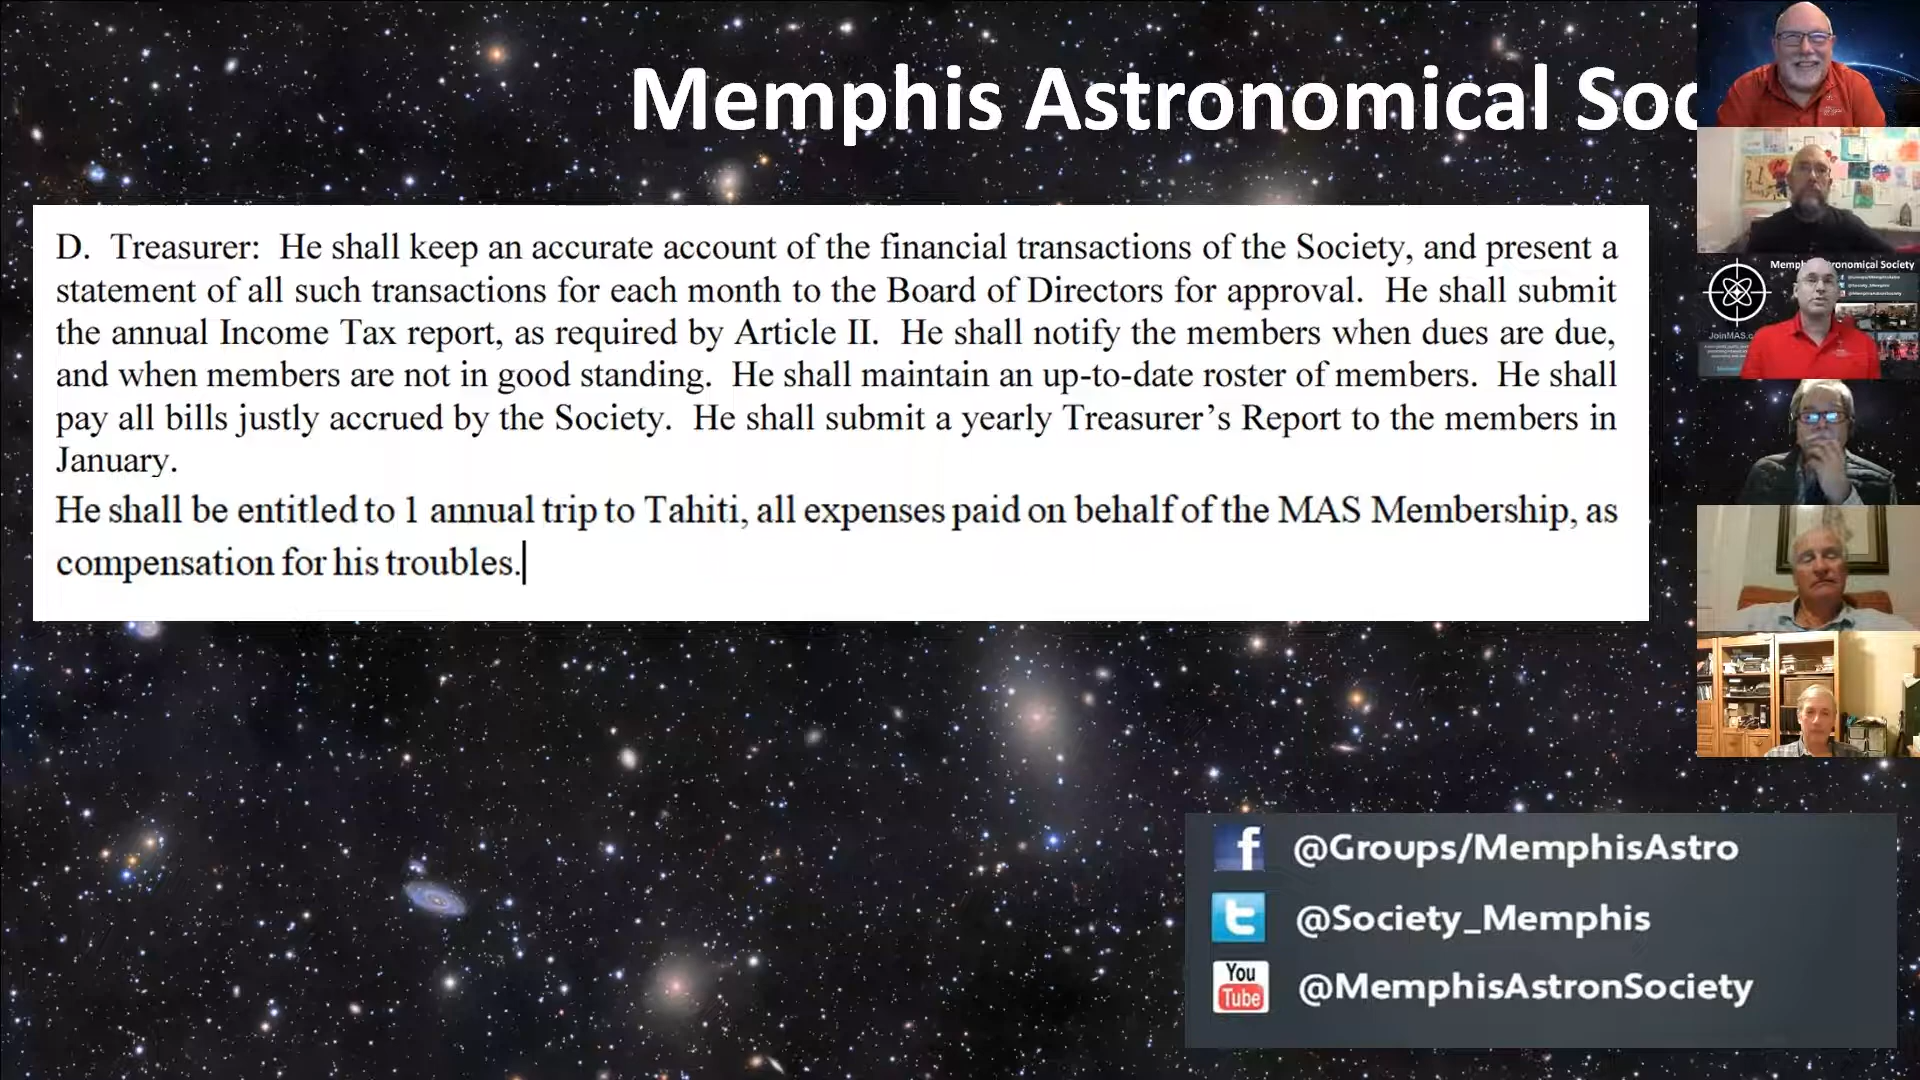 Memphis Astronomical Soc
D. Treasurer: He shall keep an accurate account of the financial transactions of the Society, and present a
statement of all such transactions for each month to the Board of Directors for approval. He shall submit
the annual Income Tax report, as required by Article II. He shall notify the members when dues are due,
and when members are not in good standing. He shall maintain an up-to-date roster of members. He shall
pay all bills justly accrued by the Society. He shall submit a yearly Treasurer’s Report to the members in
January.
He shall be entitled to 1 annual trip to Tahiti, all expenses paid on behalf of the MAS Membership, as
compensation for his troubles.
Astronomical Society
JoinMAS
f @Groups/MemphisAstro
t @Society_Memphis
You
Tube @MemphisAstronSociety